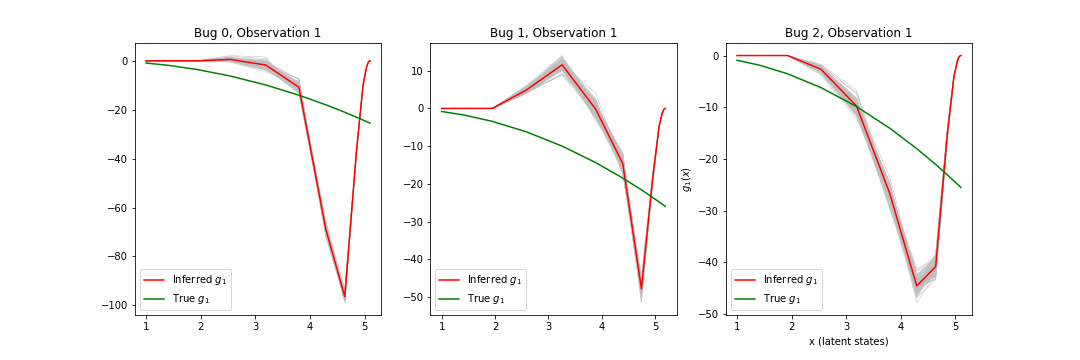 Bug 0, Observation 1
0
−20
−40
−60
−80
−100
1 2 3 4 5
Inferred g₁
True g₁
Bug 1, Observation 1
10
0
−10
−20
−30
−40
−50
1 2 3 4 5
Inferred g₁
True g₁
Bug 2, Observation 1
g₁(x)
0
−10
−20
−30
−40
−50
1 2 3 4 5
x (latent states)
Inferred g₁
True g₁